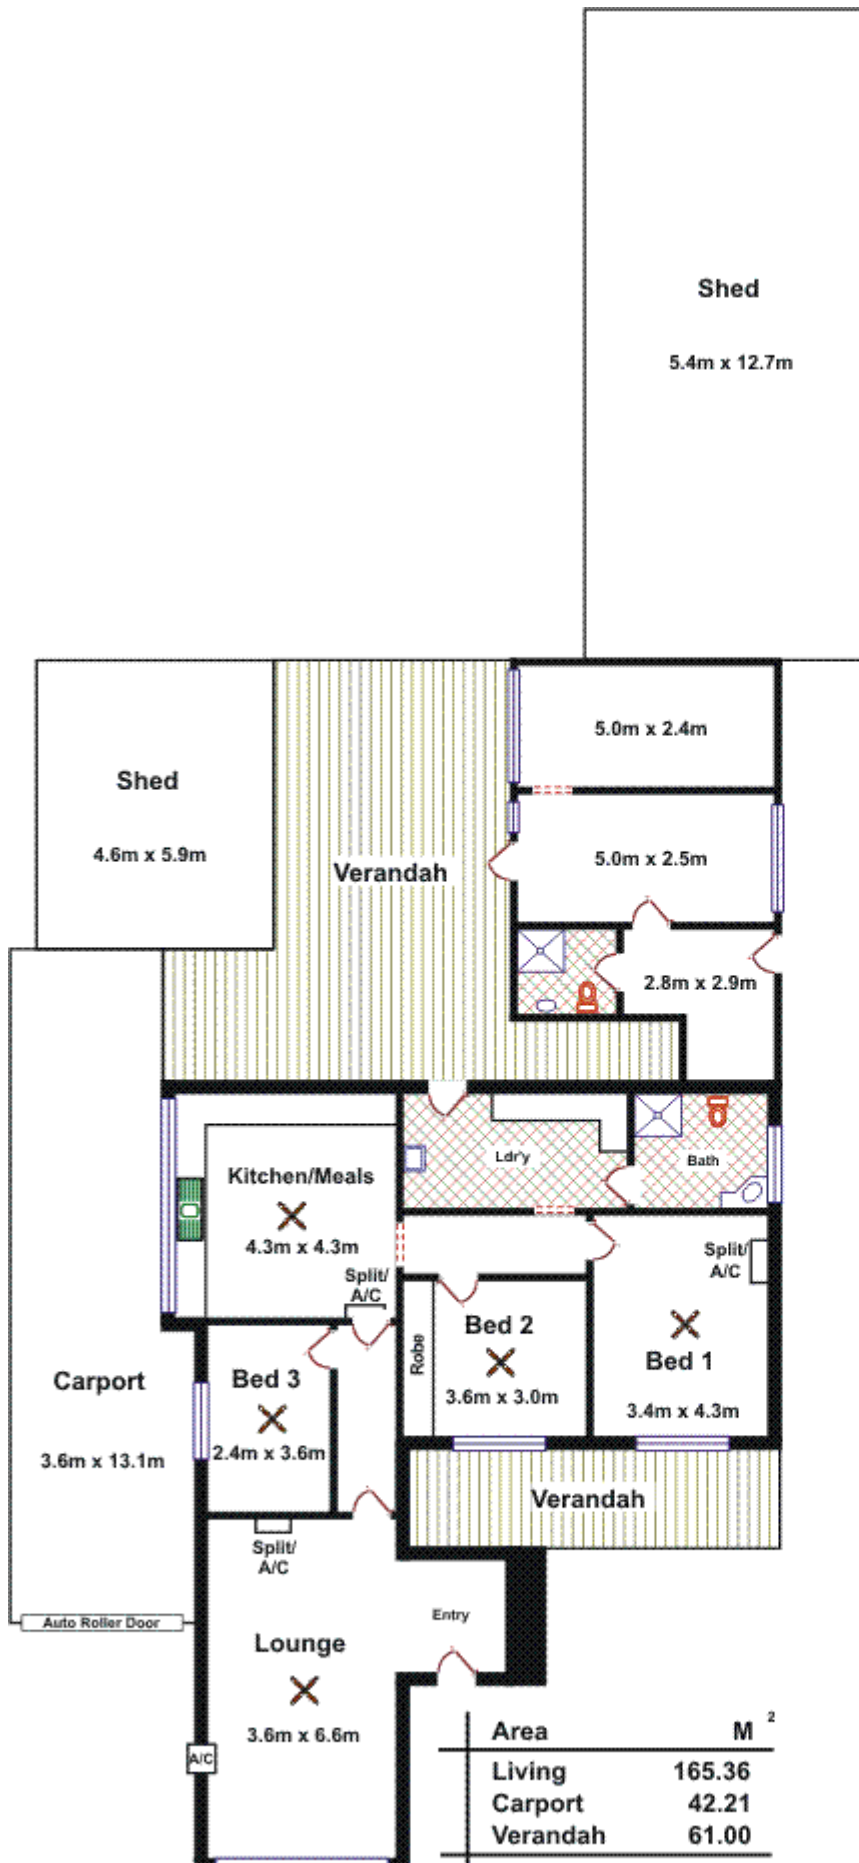 Shed
5.4m x 12.7m
5.0m x 2.4m
Shed
4.6m x 5.9m
Verandah
5.0m x 2.5m
2.8m x 2.9m
Kitchen/Meals
4.3m x 4.3m
Split/
A/C
Ldr'y
Bath
Split/
A/C
Bed 1
3.4m x 4.3m
Robe
Bed 2
3.6m x 3.0m
Bed 3
2.4m x 3.6m
Carport
3.6m x 13.1m
Verandah
Split/
A/C
Auto Roller Door
Entry
Lounge
3.6m x 6.6m
A/C
Area M ²
Living 165.36
Carport 42.21
Verandah 61.00